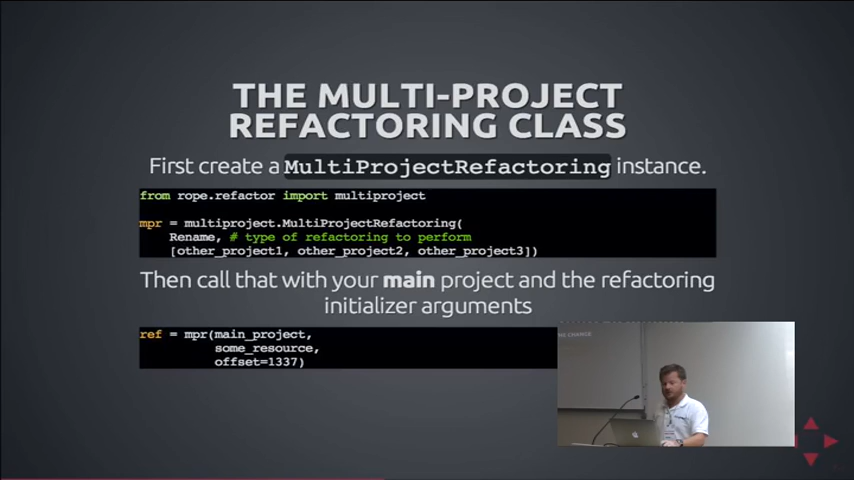 THE MULTI-PROJECT
REFACTORING CLASS
First create a MultiProjectRefactoring instance.
from rope.refactor import multiproject
mpr = multiproject.MultiProjectRefactoring(
Rename, # type of refactoring to perform
[other_project1, other_project2, other_project3])
Then call that with your main project and the refactoring
initializer arguments
ref = mpr(main_project,
some_resource,
offset=1337)